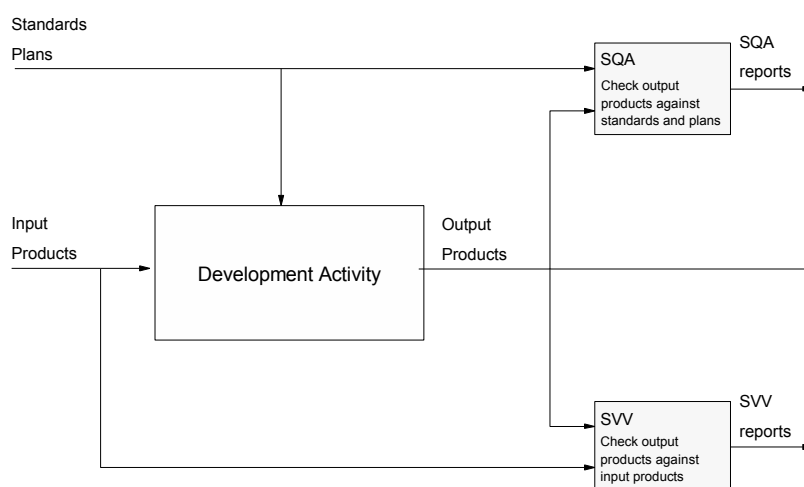 Standards
Plans
SQA
Check output
products against
standards and plans
SQA
reports
Input
Products
Development Activity
Output
Products
SVV
Check output
products against
input products
SVV
reports